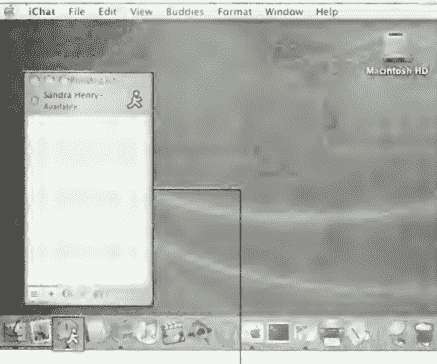 iChat File Edit View Buddies Format Window Help
Macintosh HD
Sandra Henry–
Available